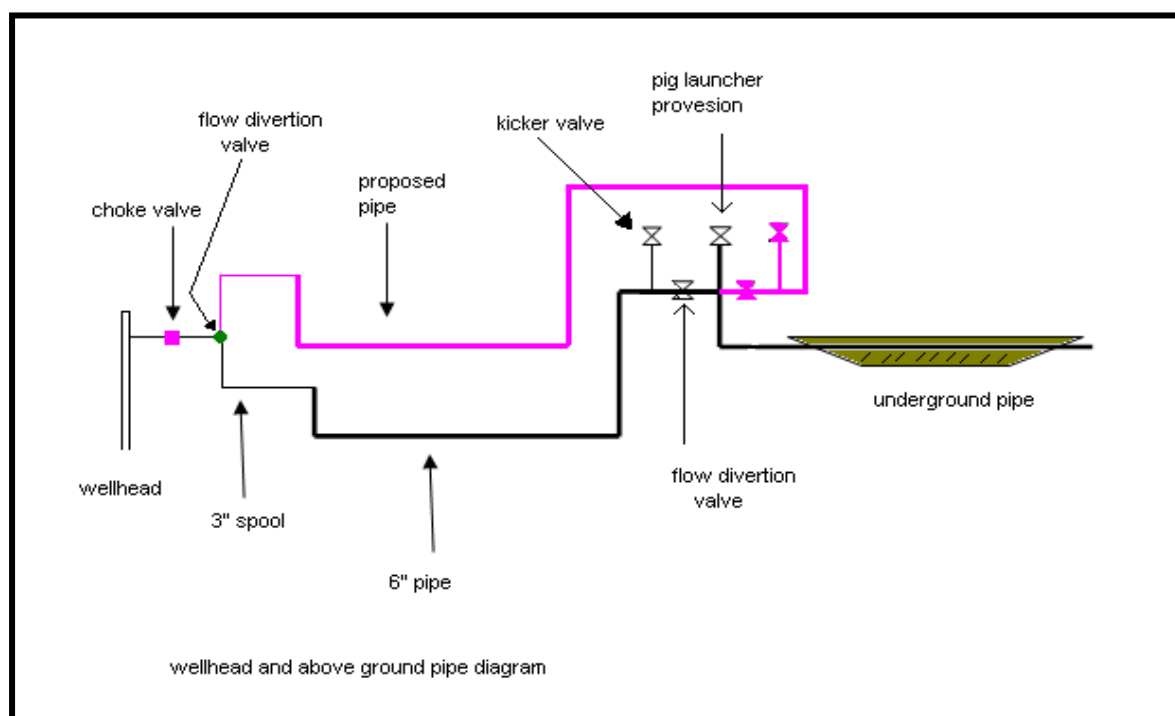 pig launcher
provesion
flow divertion
valve
kicker valve
proposed
pipe
choke valve
underground pipe
flow divertion
valve
wellhead
3" spool
6" pipe
wellhead and above ground pipe diagram